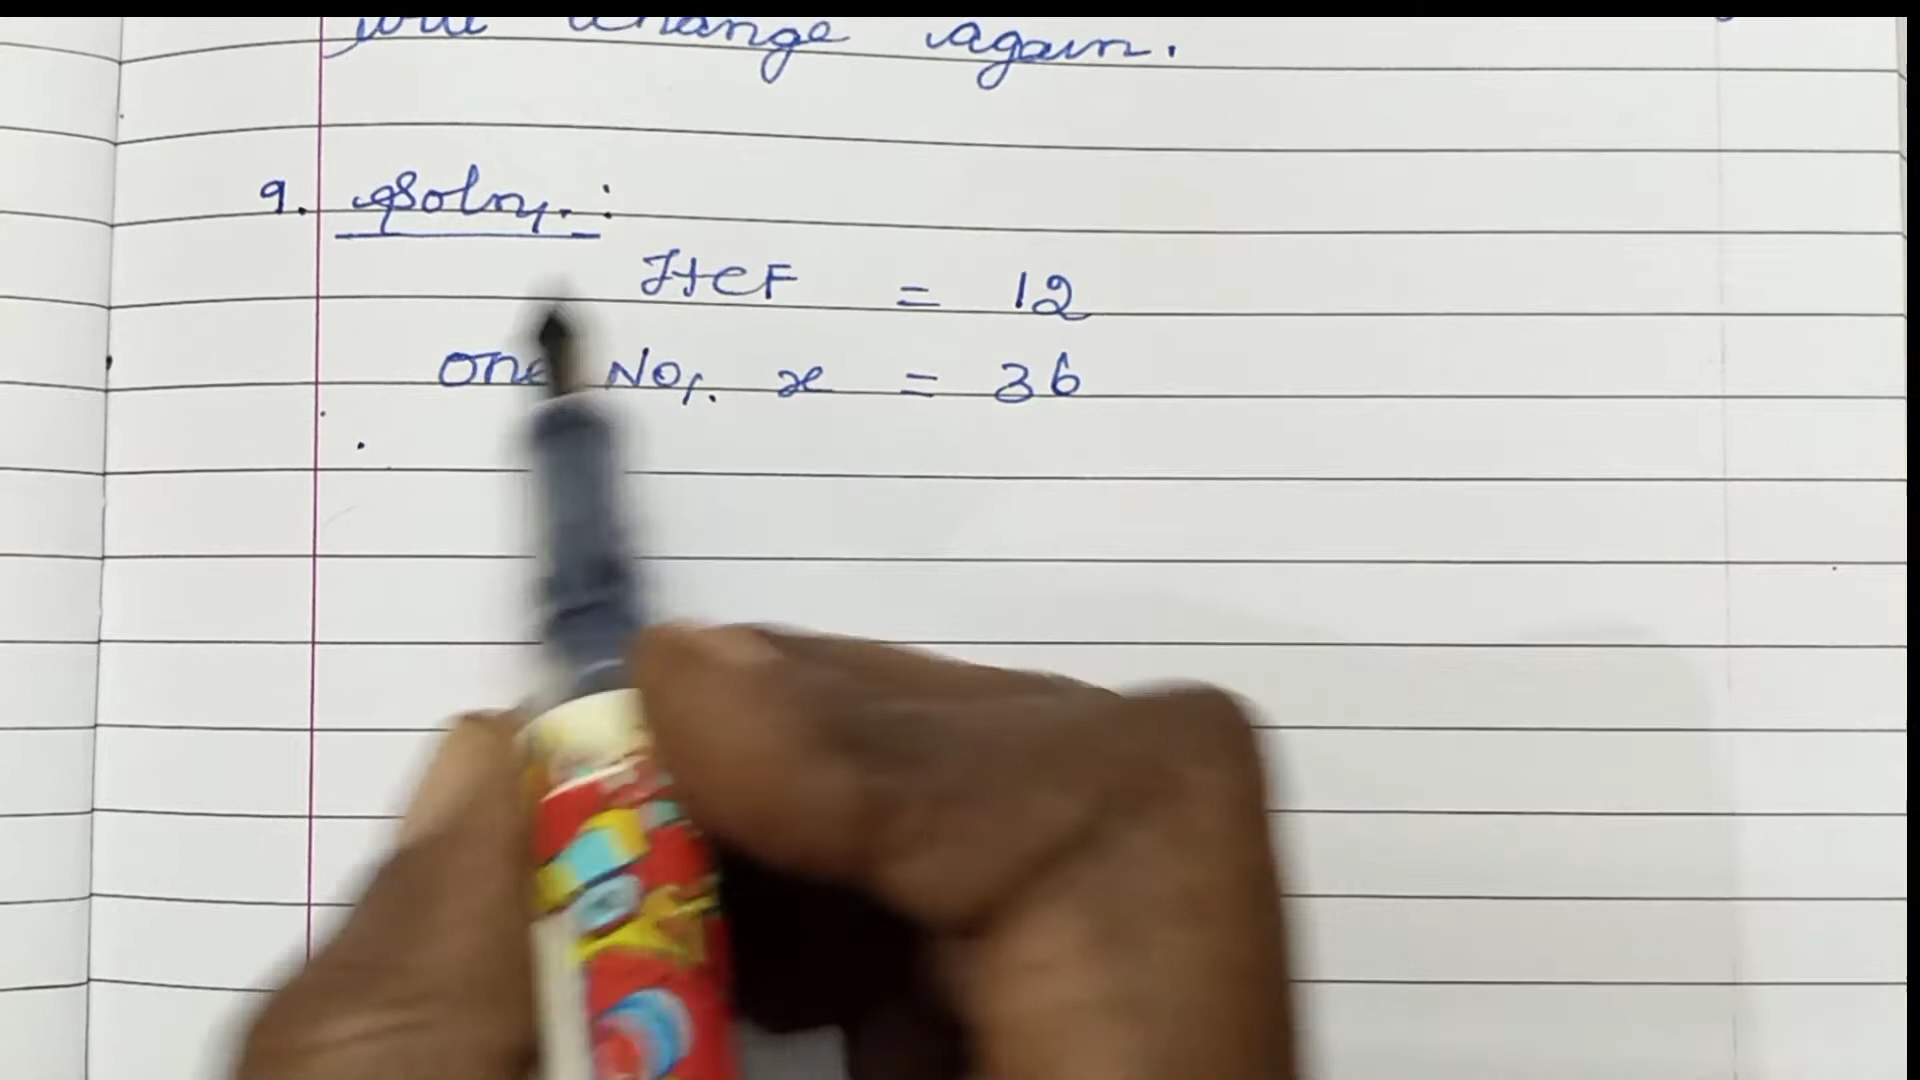 will change again.
9. Soln. :
HCF = 12
One No. x = 36